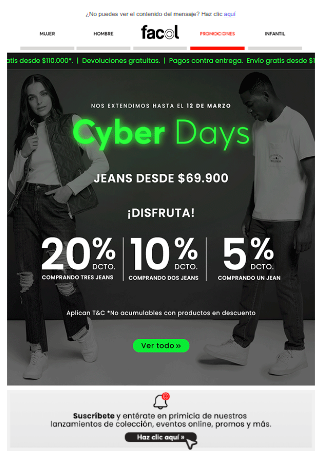 ¿No puedes ver el contenido del mensaje? Haz clic aquí
MUJER HOMBRE facol PROMOCIONES INFANTIL
atis desde $110.000*. | Devoluciones gratuitas. | Pagos contra entrega. Envío gratis desde $1
NOS EXTENDIMOS HASTA EL 12 DE MARZO
Cyber Days
JEANS DESDE $69.900
¡DISFRUTA!
20% DCTO. 10% DCTO. 5% DCTO.
COMPRANDO TRES JEANS COMPRANDO DOS JEANS COMPRANDO UN JEAN
Aplican T&C *No acumulables con productos en descuento
Ver todo »
Suscríbete y entérate en primicia de nuestros
lanzamientos de colección, eventos online, promos y más.
Haz clic aquí »